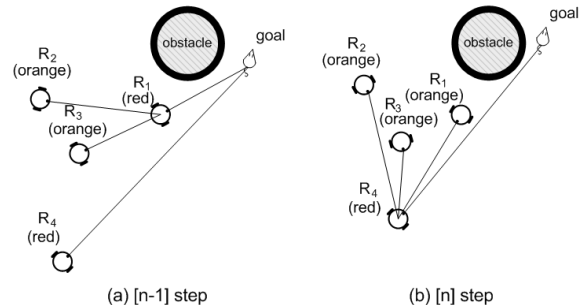 obstacle
goal
R2
(orange)
R1
(red)
R3
(orange)
R4
(red)
(a) [n-1] step
obstacle
goal
R2
(orange)
R1
(orange)
R3
(orange)
R4
(red)
(b) [n] step